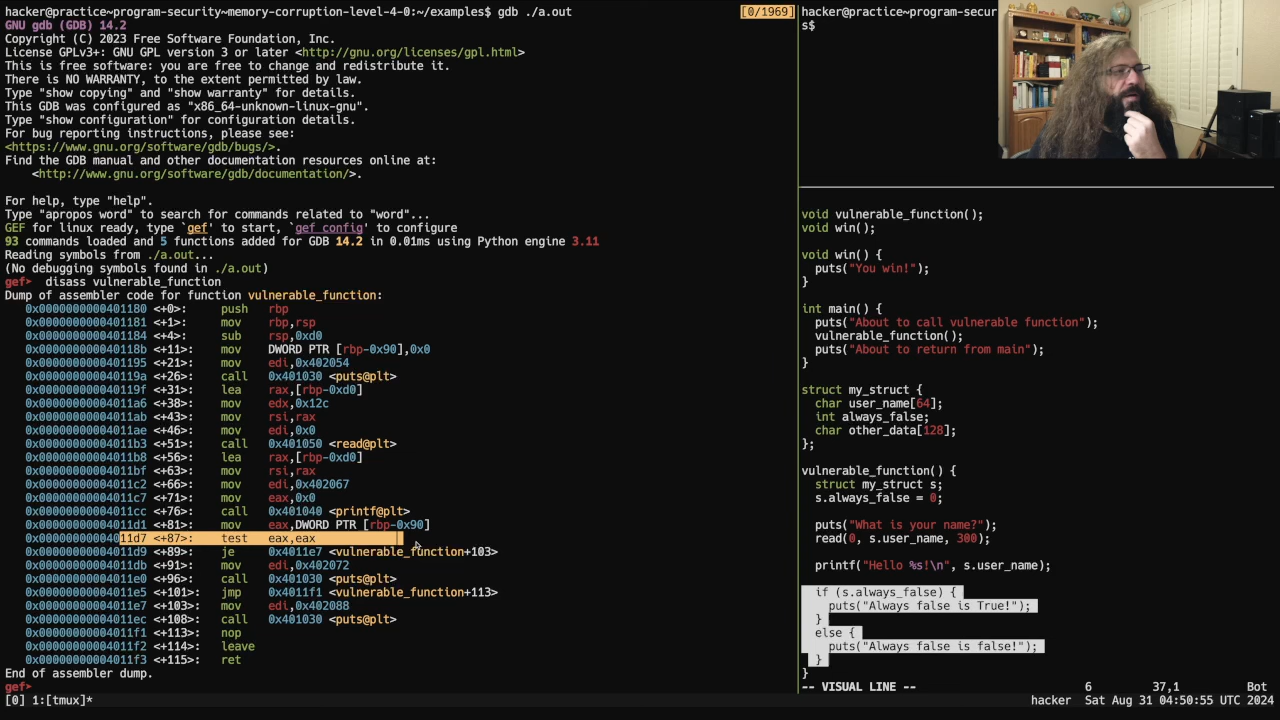 hacker@practice~program-security~memory-corruption-level-4-0:~/examples$ gdb ./a.out
[0/1969]
GNU gdb (GDB) 14.2
Copyright (C) 2023 Free Software Foundation, Inc.
License GPLv3+: GNU GPL version 3 or later <http://gnu.org/licenses/gpl.html>
This is free software: you are free to change and redistribute it.
There is NO WARRANTY, to the extent permitted by law.
Type "show copying" and "show warranty" for details.
This GDB was configured as "x86_64-unknown-linux-gnu".
Type "show configuration" for configuration details.
For bug reporting instructions, please see:
<https://www.gnu.org/software/gdb/bugs/>.
Find the GDB manual and other documentation resources online at:
    <http://www.gnu.org/software/gdb/documentation/>.
For help, type "help".
Type "apropos word" to search for commands related to "word"...
GEF for linux ready, type `gef' to start, `gef config' to configure
93 commands loaded and 5 functions added for GDB 14.2 in 0.01ms using Python engine 3.11
Reading symbols from ./a.out...
(No debugging symbols found in ./a.out)
gef➤  disass vulnerable_function
Dump of assembler code for function vulnerable_function:
   0x0000000000401180 <+0>:	push   rbp
   0x0000000000401181 <+1>:	mov    rbp,rsp
   0x0000000000401184 <+4>:	sub    rsp,0xd0
   0x000000000040118b <+11>:	mov    DWORD PTR [rbp-0x90],0x0
   0x0000000000401195 <+21>:	mov    edi,0x402054
   0x000000000040119a <+26>:	call   0x401030 <puts@plt>
   0x000000000040119f <+31>:	lea    rax,[rbp-0xd0]
   0x00000000004011a6 <+38>:	mov    edx,0x12c
   0x00000000004011ab <+43>:	mov    rsi,rax
   0x00000000004011ae <+46>:	mov    edi,0x0
   0x00000000004011b3 <+51>:	call   0x401050 <read@plt>
   0x00000000004011b8 <+56>:	lea    rax,[rbp-0xd0]
   0x00000000004011bf <+63>:	mov    rsi,rax
   0x00000000004011c2 <+66>:	mov    edi,0x402067
   0x00000000004011c7 <+71>:	mov    eax,0x0
   0x00000000004011cc <+76>:	call   0x401040 <printf@plt>
   0x00000000004011d1 <+81>:	mov    eax,DWORD PTR [rbp-0x90]
   0x00000000004011d7 <+87>:	test   eax,eax
   0x00000000004011d9 <+89>:	je     0x4011e7 <vulnerable_function+103>
   0x00000000004011db <+91>:	mov    edi,0x402072
   0x00000000004011e0 <+96>:	call   0x401030 <puts@plt>
   0x00000000004011e5 <+101>:	jmp    0x4011f1 <vulnerable_function+113>
   0x00000000004011e7 <+103>:	mov    edi,0x402088
   0x00000000004011ec <+108>:	call   0x401030 <puts@plt>
   0x00000000004011f1 <+113>:	nop
   0x00000000004011f2 <+114>:	leave
   0x00000000004011f3 <+115>:	ret
End of assembler dump.
gef➤
hacker@practice~program-secur
s$
void vulnerable_function();
void win();
void win() {
  puts("You win!");
}
int main() {
  puts("About to call vulnerable function");
  vulnerable_function();
  puts("About to return from main");
}
struct my_struct {
  char user_name[64];
  int always_false;
  char other_data[128];
};
vulnerable_function() {
  struct my_struct s;
  s.always_false = 0;
  puts("What is your name?");
  read(0, s.user_name, 300);
  printf("Hello %s!\n", s.user_name);
  if (s.always_false) {
    puts("Always false is True!");
  }
  else {
    puts("Always false is false!");
  }
}
-- VISUAL LINE --	6	37,1	Bot
[0] 1:[tmux]*	hacker  Sat Aug 31 04:50:55 UTC 2024